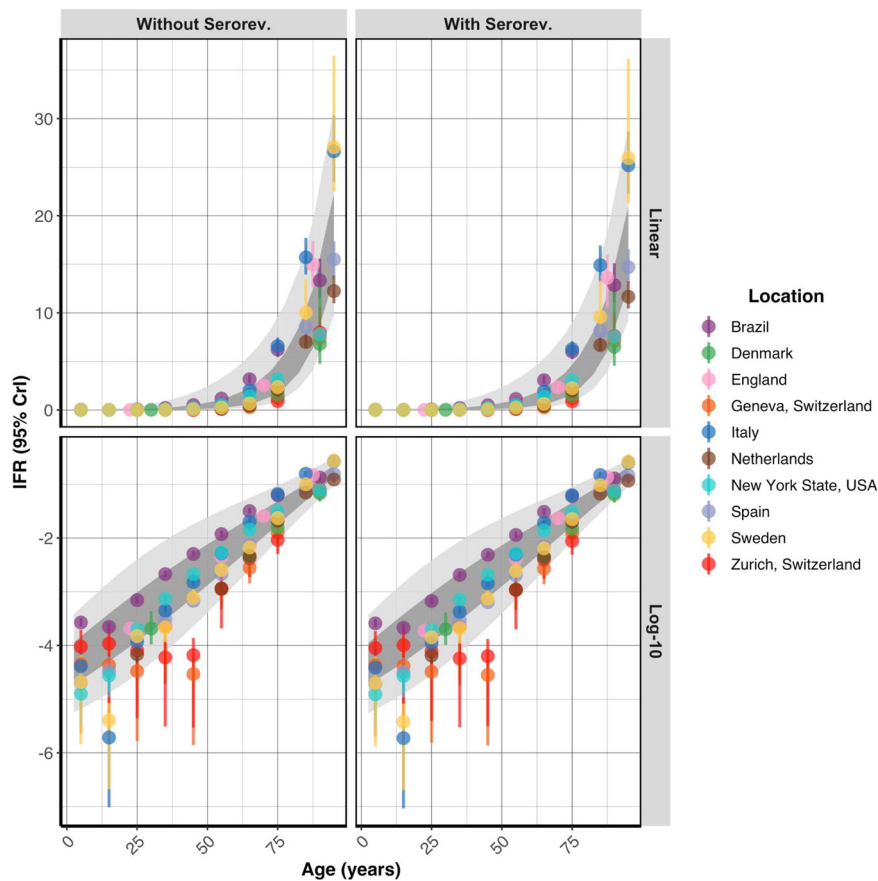 Without Serorev.
With Serorev.
30
20
10
0
Linear
-2
-4
-6
Log-10
IFR (95% CrI)
0
25
50
75
0
25
50
75
Age (years)
Location
Brazil
Denmark
England
Geneva, Switzerland
Italy
Netherlands
New York State, USA
Spain
Sweden
Zurich, Switzerland